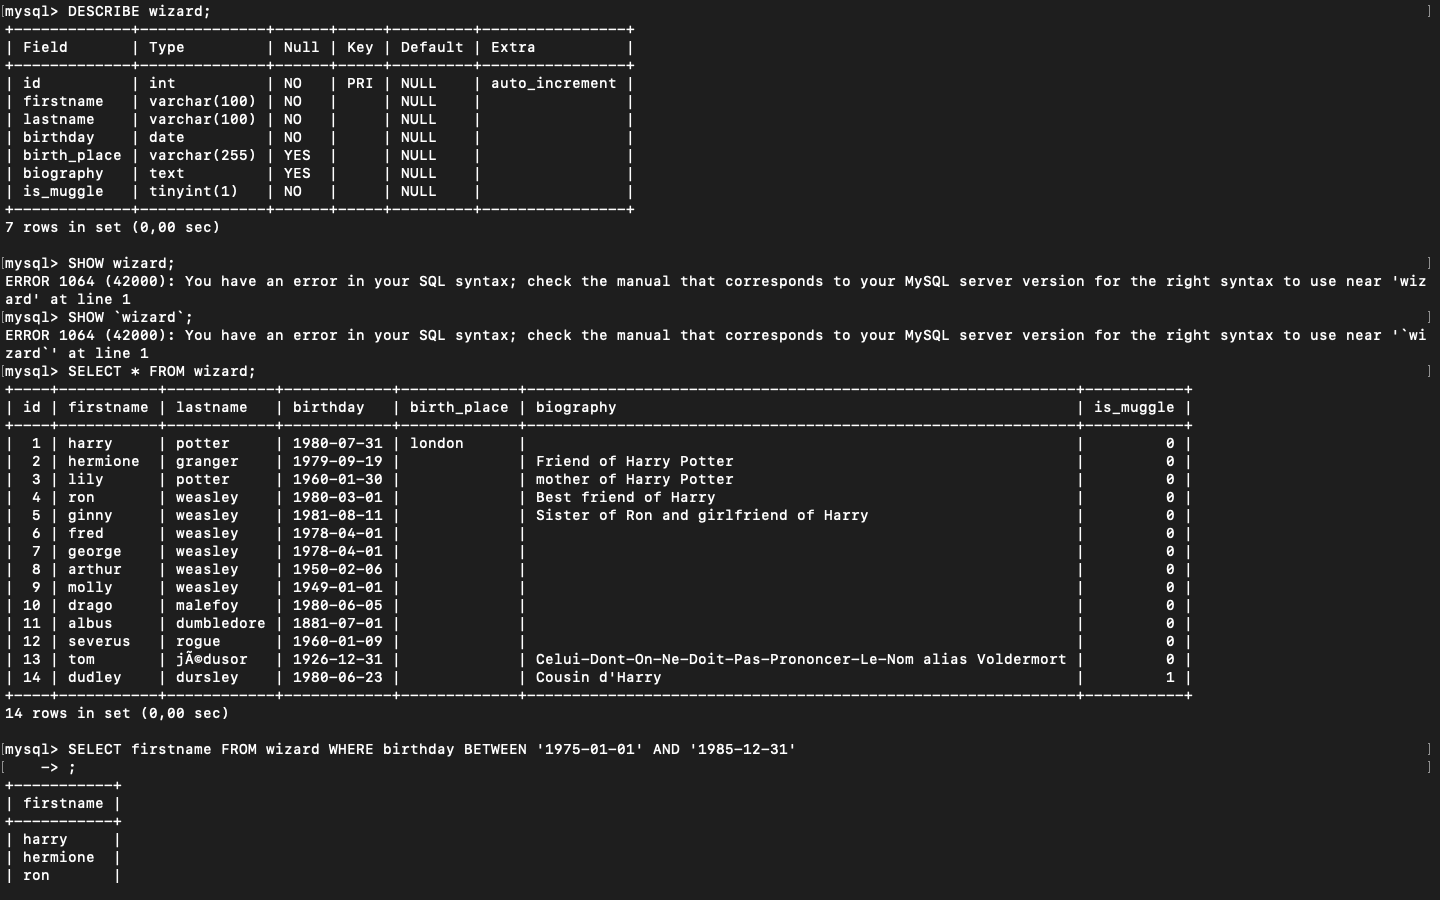 mysql> DESCRIBE wizard;
+-------------+--------------+------+-----+---------+----------------+
| Field       | Type         | Null | Key | Default | Extra          |
+-------------+--------------+------+-----+---------+----------------+
| id          | int          | NO   | PRI | NULL    | auto_increment |
| firstname   | varchar(100) | NO   |     | NULL    |                |
| lastname    | varchar(100) | NO   |     | NULL    |                |
| birthday    | date         | NO   |     | NULL    |                |
| birth_place | varchar(255) | YES  |     | NULL    |                |
| biography   | text         | YES  |     | NULL    |                |
| is_muggle   | tinyint(1)   | NO   |     | NULL    |                |
+-------------+--------------+------+-----+---------+----------------+
7 rows in set (0,00 sec)
mysql> SHOW wizard;
ERROR 1064 (42000): You have an error in your SQL syntax; check the manual that corresponds to your MySQL server version for the right syntax to use near 'wiz
ard' at line 1
mysql> SHOW `wizard`;
ERROR 1064 (42000): You have an error in your SQL syntax; check the manual that corresponds to your MySQL server version for the right syntax to use near '`wi
zard`' at line 1
mysql> SELECT * FROM wizard;
+----+-----------+------------+------------+-------------+-------------------------------------------------------------+-----------+
| id | firstname | lastname   | birthday   | birth_place | biography                                                   | is_muggle |
+----+-----------+------------+------------+-------------+-------------------------------------------------------------+-----------+
|  1 | harry     | potter     | 1980-07-31 | london      |                                                             |         0 |
|  2 | hermione  | granger    | 1979-09-19 |             | Friend of Harry Potter                                      |         0 |
|  3 | lily      | potter     | 1960-01-30 |             | mother of Harry Potter                                      |         0 |
|  4 | ron       | weasley    | 1980-03-01 |             | Best friend of Harry                                        |         0 |
|  5 | ginny     | weasley    | 1981-08-11 |             | Sister of Ron and girlfriend of Harry                       |         0 |
|  6 | fred      | weasley    | 1978-04-01 |             |                                                             |         0 |
|  7 | george    | weasley    | 1978-04-01 |             |                                                             |         0 |
|  8 | arthur    | weasley    | 1950-02-06 |             |                                                             |         0 |
|  9 | molly     | weasley    | 1949-01-01 |             |                                                             |         0 |
| 10 | drago     | malefoy    | 1980-06-05 |             |                                                             |         0 |
| 11 | albus     | dumbledore | 1881-07-01 |             |                                                             |         0 |
| 12 | severus   | rogue      | 1960-01-09 |             |                                                             |         0 |
| 13 | tom       | jÃ©dusor   | 1926-12-31 |             | Celui-Dont-On-Ne-Doit-Pas-Prononcer-Le-Nom alias Voldermort |         0 |
| 14 | dudley    | dursley    | 1980-06-23 |             | Cousin d'Harry                                              |         1 |
+----+-----------+------------+------------+-------------+-------------------------------------------------------------+-----------+
14 rows in set (0,00 sec)
mysql> SELECT firstname FROM wizard WHERE birthday BETWEEN '1975-01-01' AND '1985-12-31'
    -> ;
+-----------+
| firstname |
+-----------+
| harry     |
| hermione  |
| ron       |